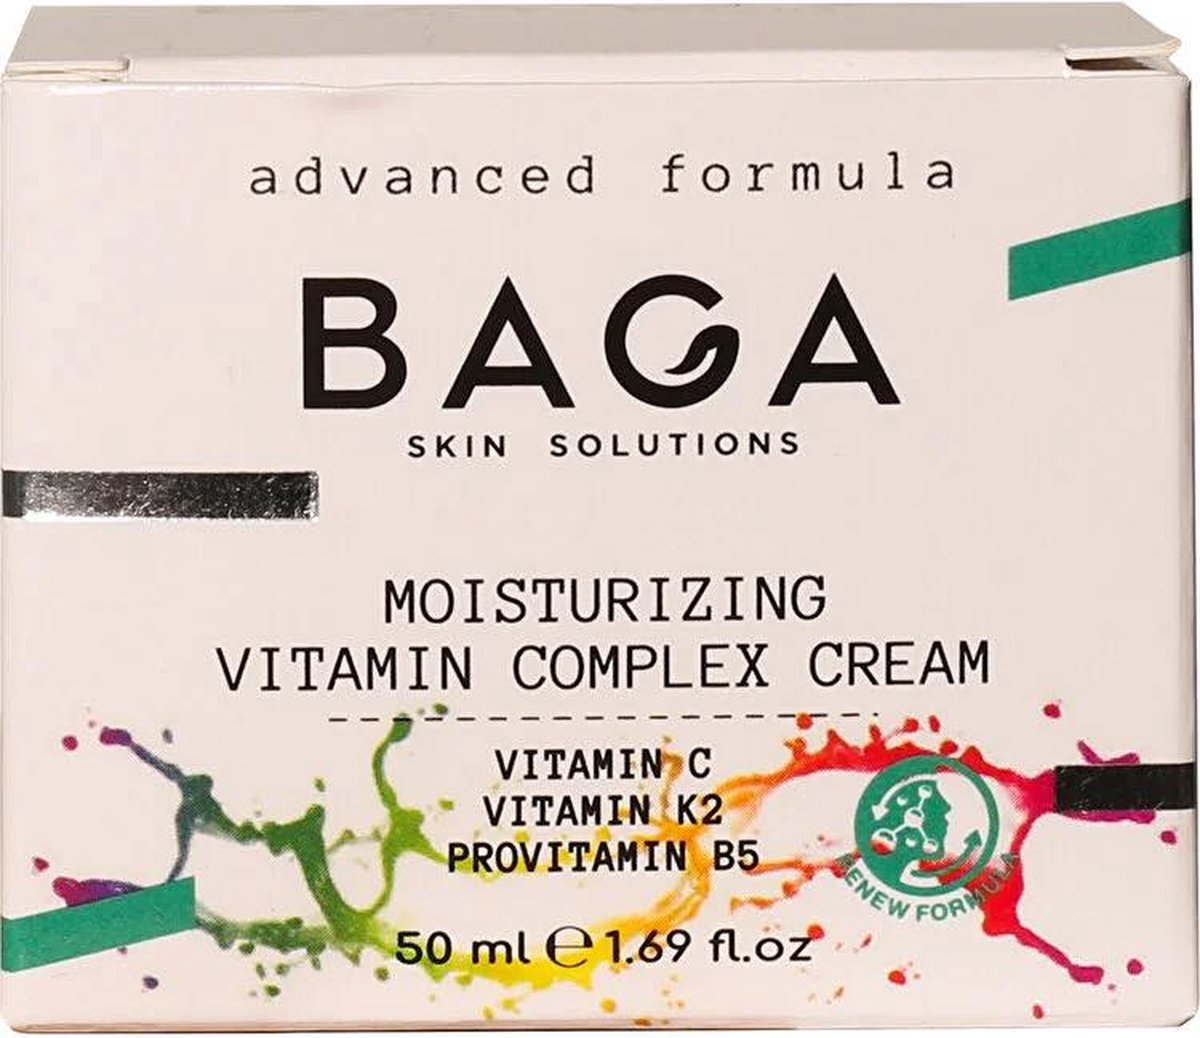 advanced formula
BAGA
SKIN SOLUTIONS
MOISTURIZING
VITAMIN COMPLEX CREAM
VITAMIN C
VITAMIN K2
PROVITAMIN B5
RENEW FORMULA
50 ml ℮ 1.69 fl.oz